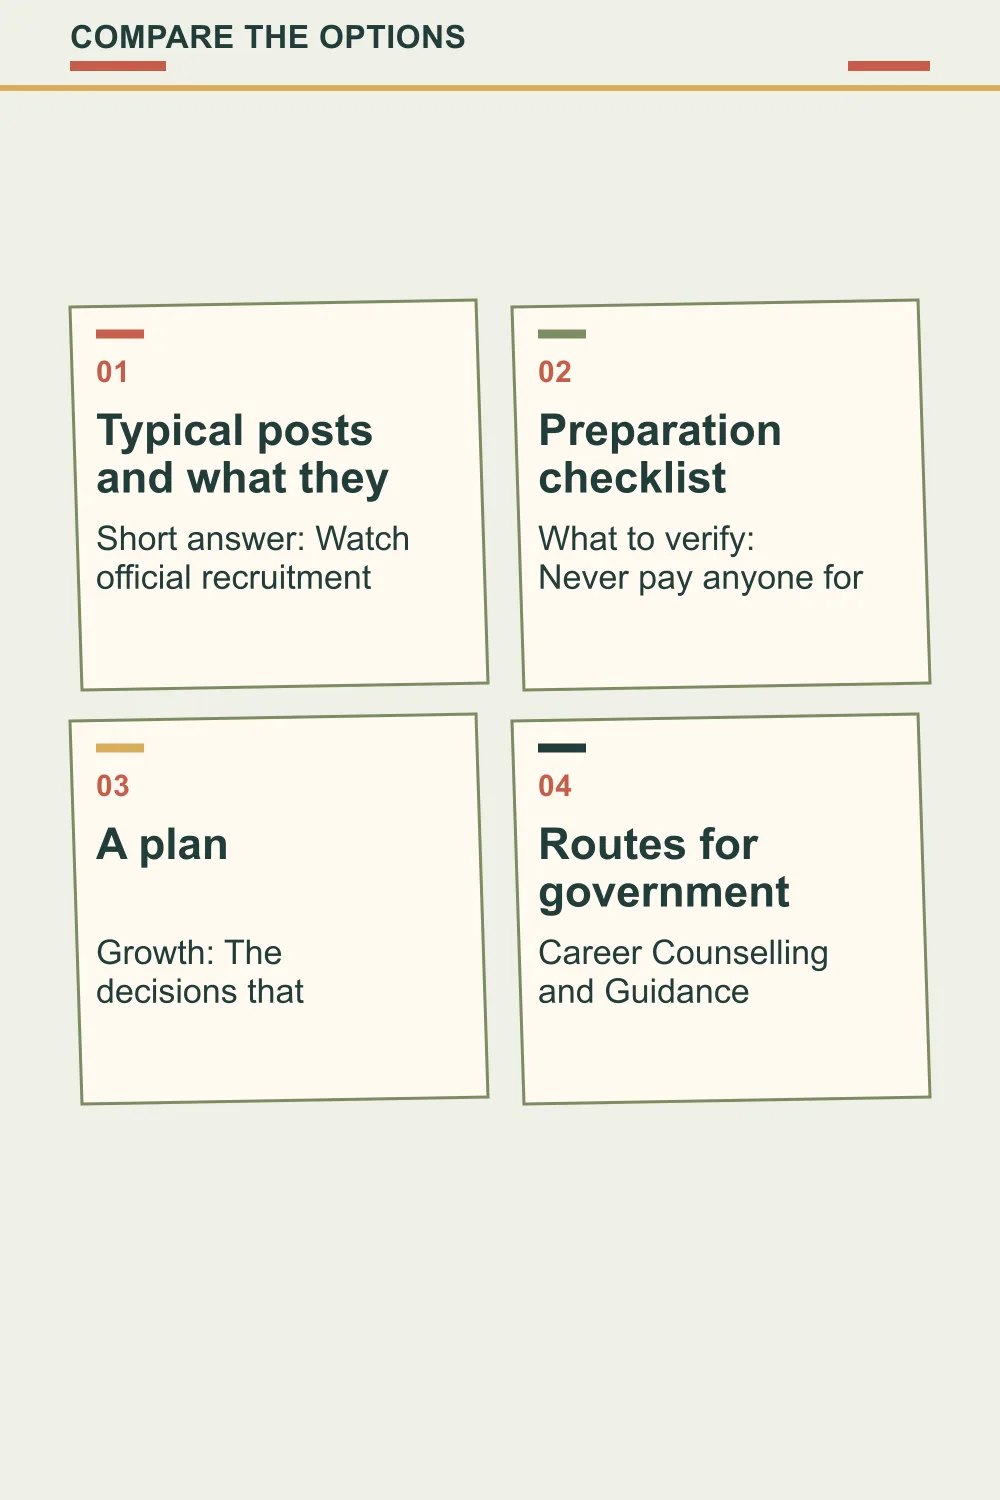 COMPARE THE OPTIONS
01
Typical posts
and what they
Short answer: Watch
official recruitment
02
Preparation
checklist
What to verify:
Never pay anyone for
03
A plan
Growth: The
decisions that
04
Routes for
government
Career Counselling
and Guidance